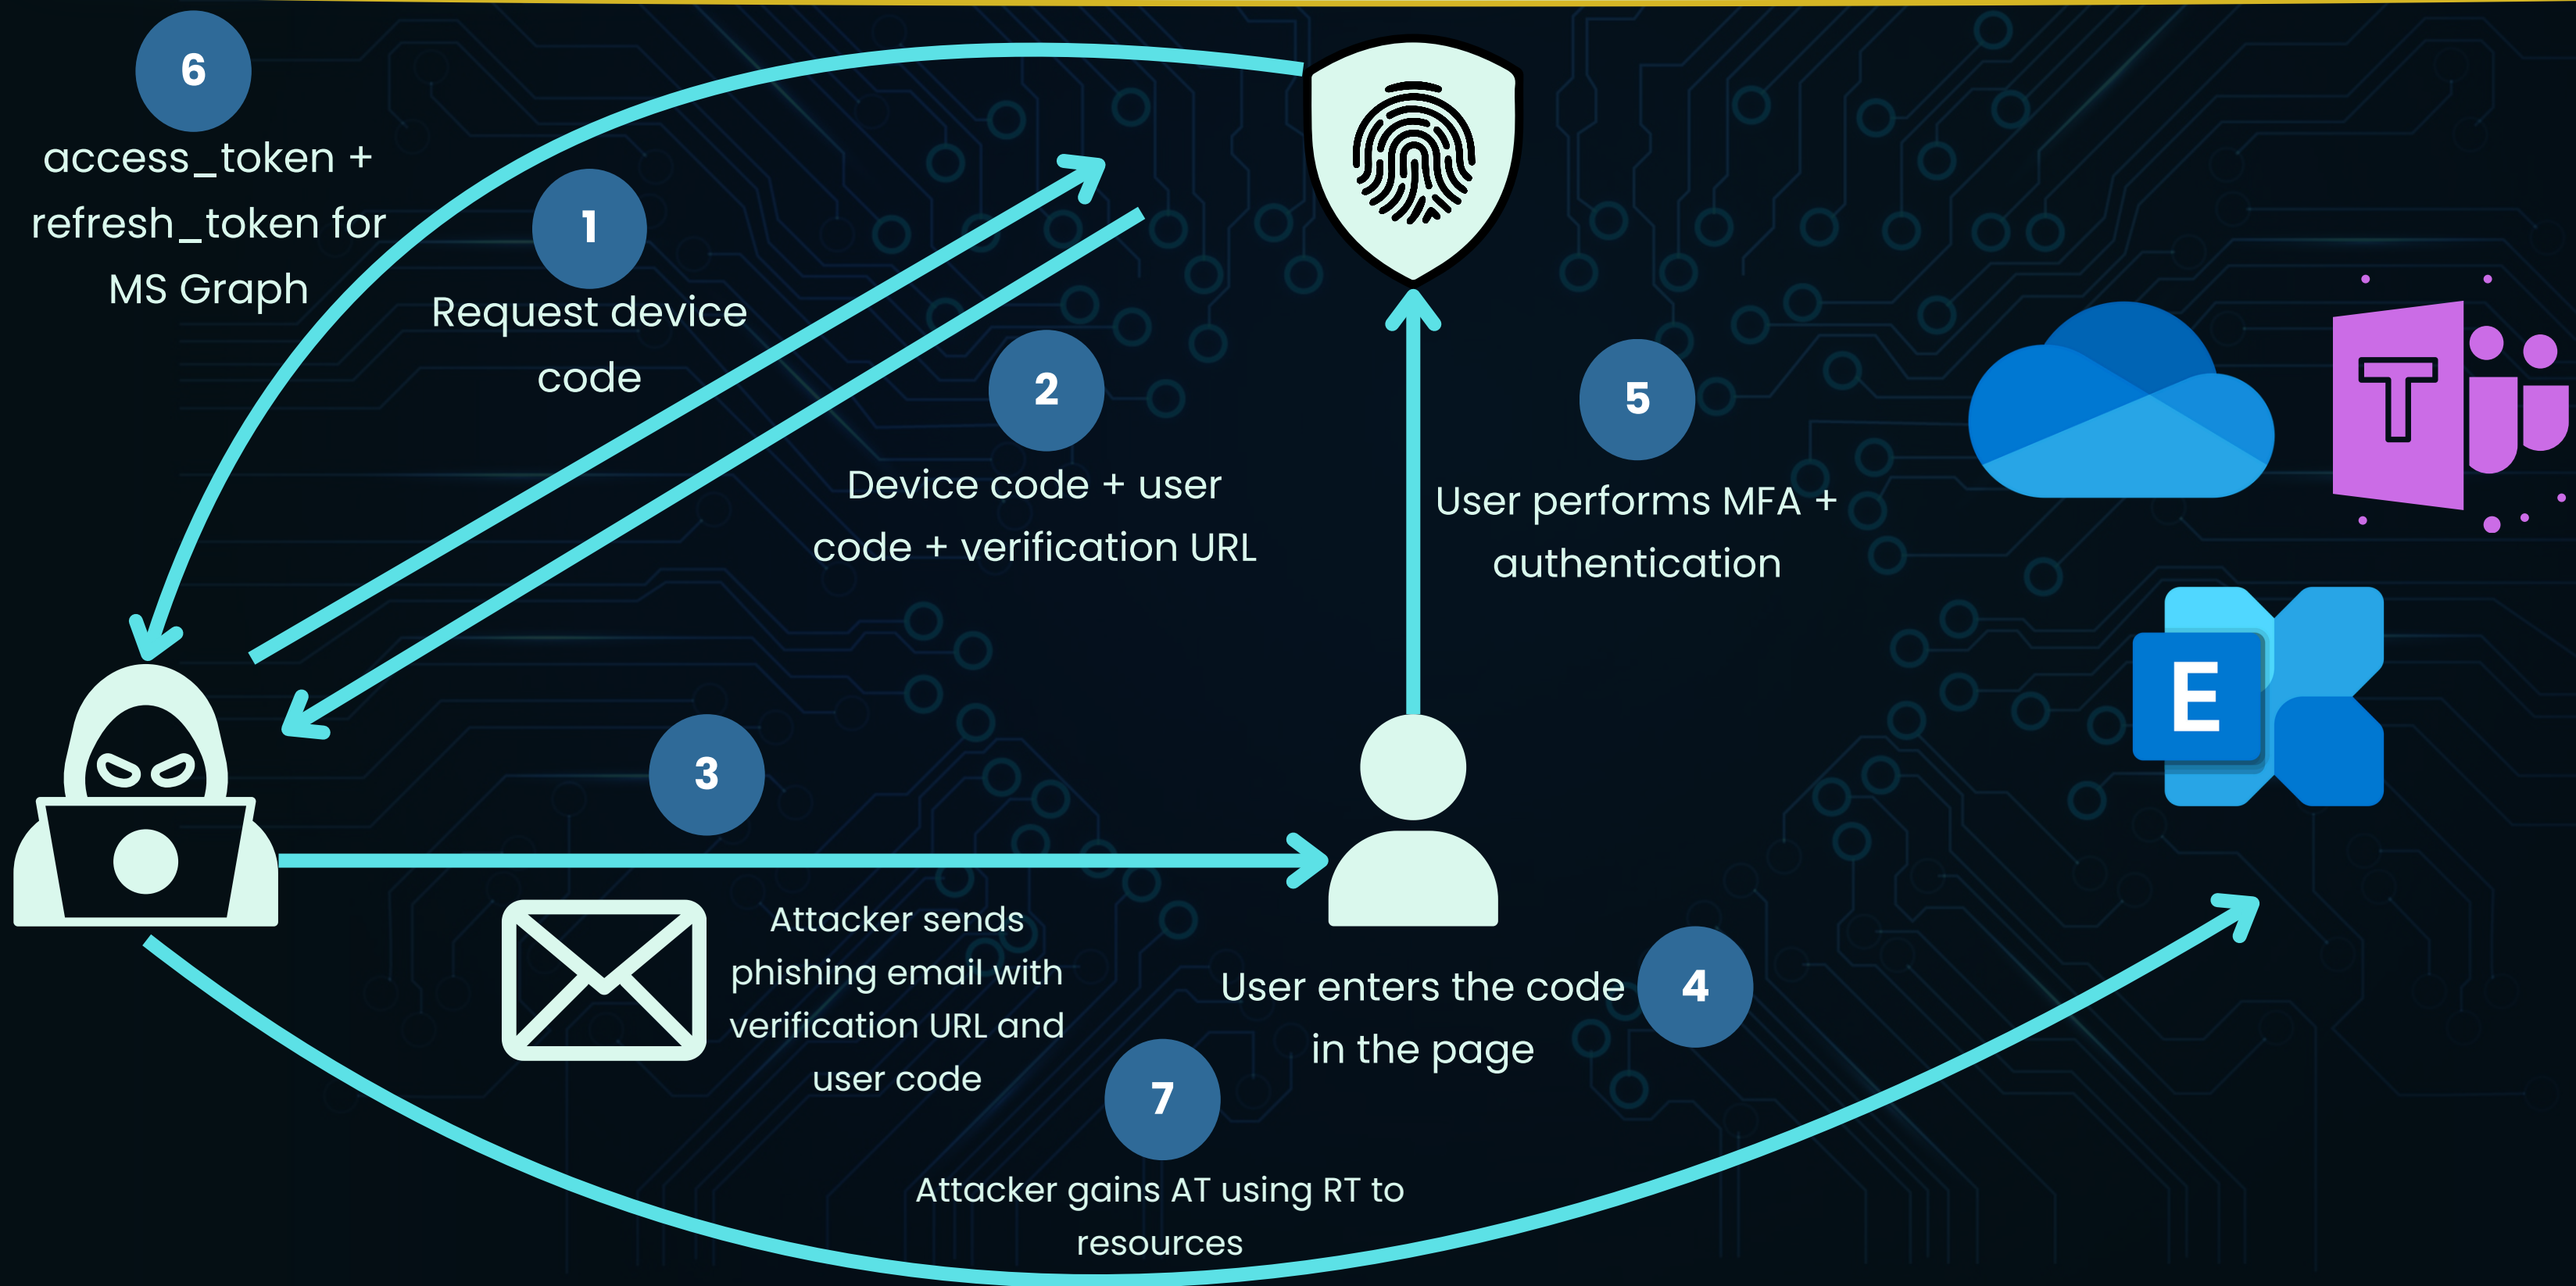 6
access_token +
refresh_token for
MS Graph
1
Request device
code
2
Device code + user
code + verification URL
5
User performs MFA +
authentication
T
E
3
Attacker sends
phishing email with
verification URL and
user code
User enters the code
in the page
4
7
Attacker gains AT using RT to
resources